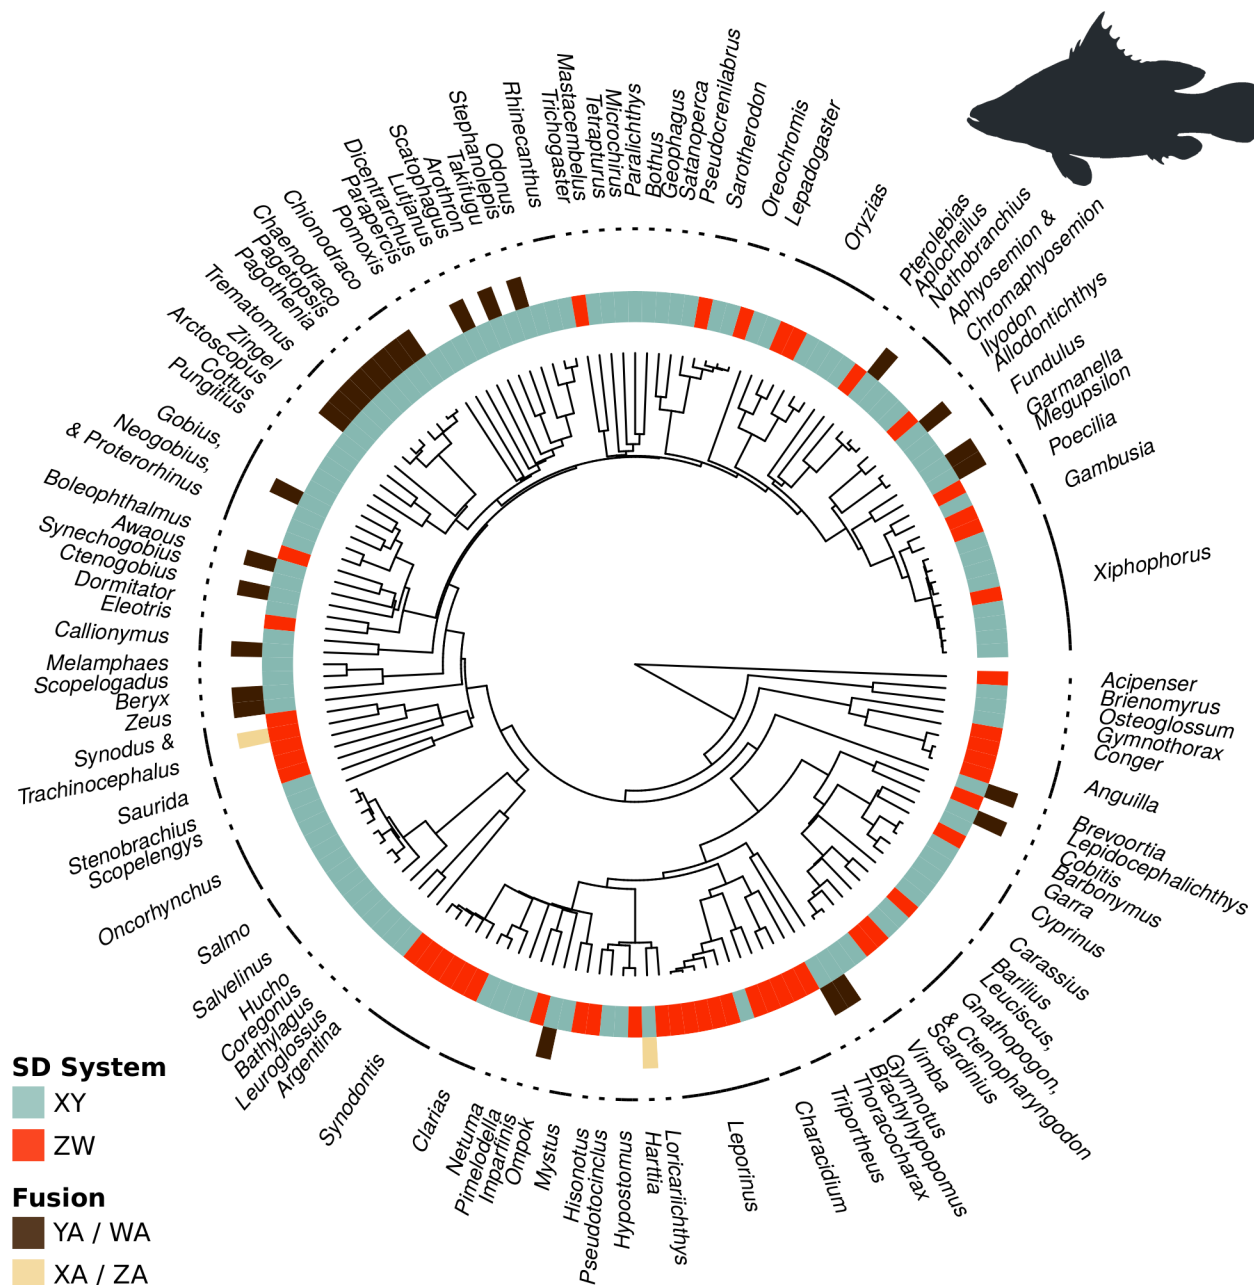 Mastacembelus
Trichogaster
Tetrapturus
Microchirus
Paralichthys
Bothus
Geophagus
Satanoperca
Pseudocrenilabrus
Sarotherodon
Oreochromis
Lepadogaster
Oryzias
Pterolebias
Aplocheilus
Nothobranchius
Aphyosemion &
Chromaphyosemion
Ilyodon
Allodontichthys
Fundulus
Garmanella
Megupsilon
Poecilia
Gambusia
Xiphophorus
Acipenser
Brienomyrus
Osteoglossum
Gymnothorax
Conger
Anguilla
Brevoortia
Lepidocephalichthys
Cobitis
Barbonymus
Garra
Cyprinus
Carassius
Barilius
Leuciscus,
Gnathopogon,
& Ctenopharyngodon
Scardinius
Vimba
Gymnotus
Brachyhypopomus
Thoracocharax
Triportheus
Characidium
Leporinus
Loricariichthys
Harttia
Hypostomus
Pseudotocinclus
Hisonotus
Mystus
Ompok
Imparfinis
Pimelodella
Netuma
Clarias
Synodontis
Argentina
Leuroglossus
Bathylagus
Coregonus
Hucho
Salvelinus
Salmo
Oncorhynchus
Scopelengys
Stenobrachius
Saurida
Synodus &
Trachinocephalus
Zeus
Beryx
Scopelogadus
Melamphaes
Callionymus
Eleotris
Dormitator
Ctenogobius
Synechogobius
Awaous
Boleophthalmus
Gobius,
Neogobius,
& Proterorhinus
Pungitius
Cottus
Arctoscopus
Zingel
Trematomus
Pagothenia
Pagetopsis
Chaenodraco
Chionodraco
Pomoxis
Parapercis
Dicentrarchus
Lutjanus
Scatophagus
Arothron
Takifugu
Stephanolepis
Odonus
Rhinecanthus
SD System
XY
ZW
Fusion
YA / WA
XA / ZA